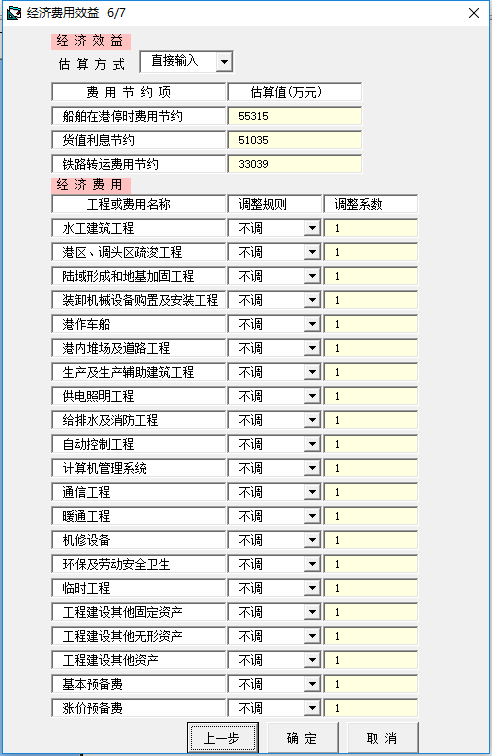 经济费用效益 6/7
经 济 效 益
估 算 方 式 直接输入
费 用 节 约 项 估算值(万元)
船舶在港停时费用节约 55315
货值利息节约 51035
铁路转运费用节约 33039
经 济 费 用
工程或费用名称 调整规则 调整系数
水工建筑工程 不调 1
港区、调头区疏浚工程 不调 1
陆域形成和地基加固工程 不调 1
装卸机械设备购置及安装工程 不调 1
港作车船 不调 1
港内堆场及道路工程 不调 1
生产及生产辅助建筑工程 不调 1
供电照明工程 不调 1
给排水及消防工程 不调 1
自动控制工程 不调 1
计算机管理系统 不调 1
通信工程 不调 1
暖通工程 不调 1
机修设备 不调 1
环保及劳动安全卫生 不调 1
临时工程 不调 1
工程建设其他固定资产 不调 1
工程建设其他无形资产 不调 1
工程建设其他资产 不调 1
基本预备费 不调 1
涨价预备费 不调 1
上一步 确 定 取 消